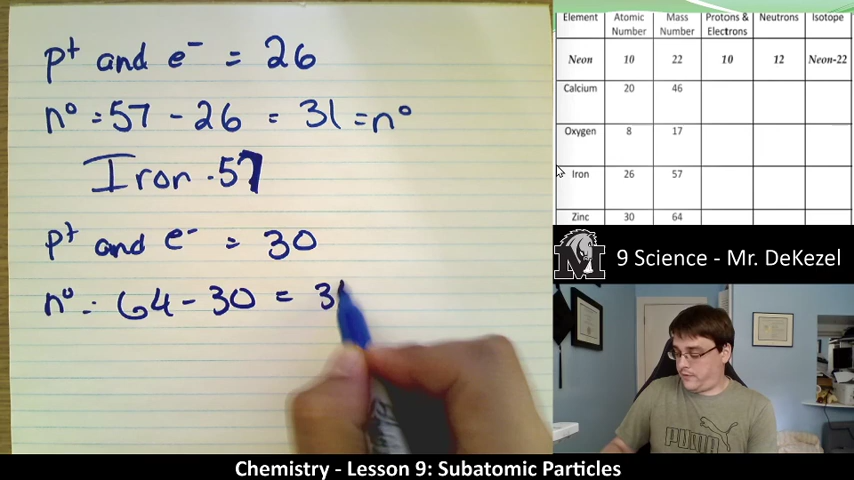 p+ and e- = 26
n° = 57 - 26 = 31 = n°
Iron - 57
p+ and e- = 30
n° = 64 - 30 =
Element Atomic Number Mass Number Protons & Electrons Neutrons Isotope
Neon 10 22 10 12 Neon-22
Calcium 20 46
Oxygen 8 17
Iron 26 57
Zinc 30 64
M 9 Science - Mr. DeKezel
PUMA
Chemistry - Lesson 9: Subatomic Particles